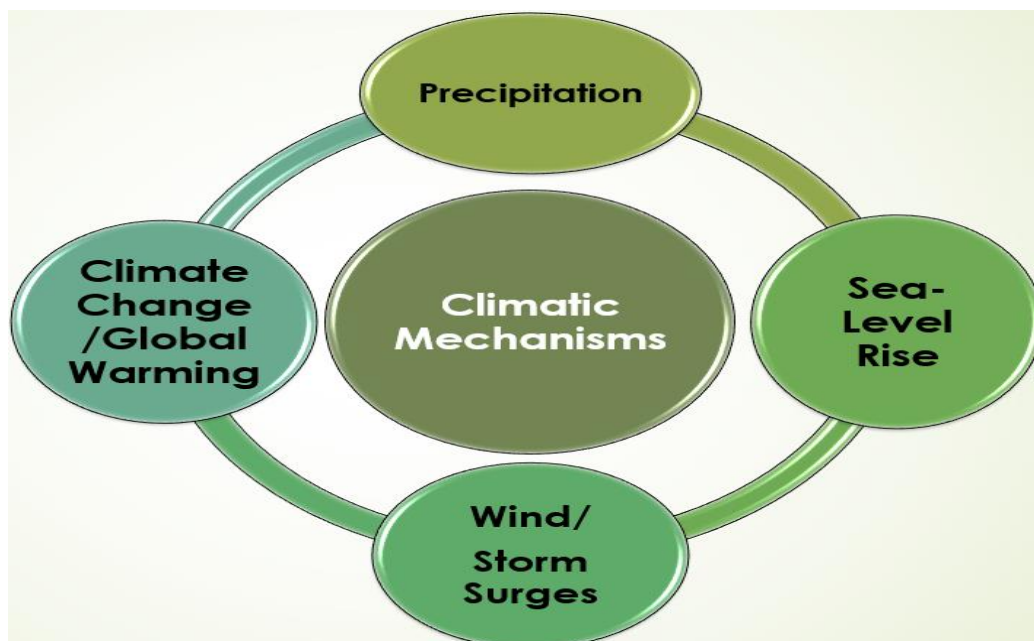 Precipitation
Climate
Change
/Global
Warming
Climatic
Mechanisms
Sea-
Level
Rise
Wind/
Storm
Surges